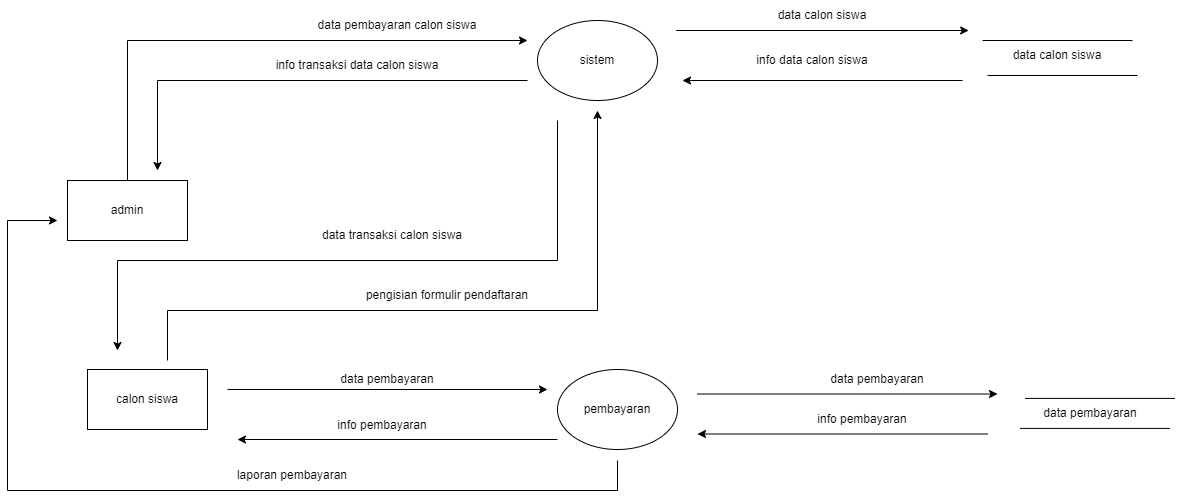 data calon siswa
data pembayaran calon siswa
data calon siswa
info transaksi data calon siswa
sistem
info data calon siswa
admin
data transaksi calon siswa
pengisian formulir pendaftaran
data pembayaran
data pembayaran
calon siswa
pembayaran
data pembayaran
info pembayaran
info pembayaran
laporan pembayaran